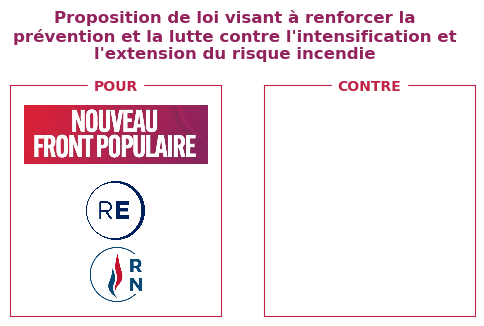 Proposition de loi visant à renforcer la
prévention et la lutte contre l'intensification et
l'extension du risque incendie
POUR
CONTRE
NOUVEAU
FRONT POPULAIRE
RE
R
N